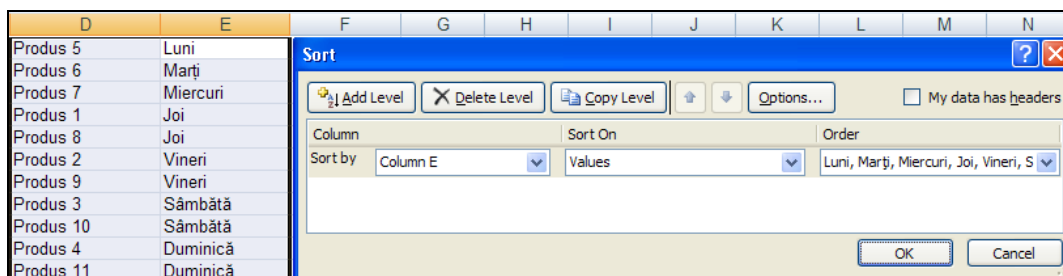 D E F G H I J K L M N
Produs 5 Luni
Produs 6 Marți
Produs 7 Miercuri
Produs 1 Joi
Produs 8 Joi
Produs 2 Vineri
Produs 9 Vineri
Produs 3 Sâmbătă
Produs 10 Sâmbătă
Produs 4 Duminică
Produs 11 Duminică
Sort
Add Level Delete Level Copy Level Options... My data has headers
Column Sort On Order
Sort by Column E Values Luni, Marți, Miercuri, Joi, Vineri, S
OK Cancel